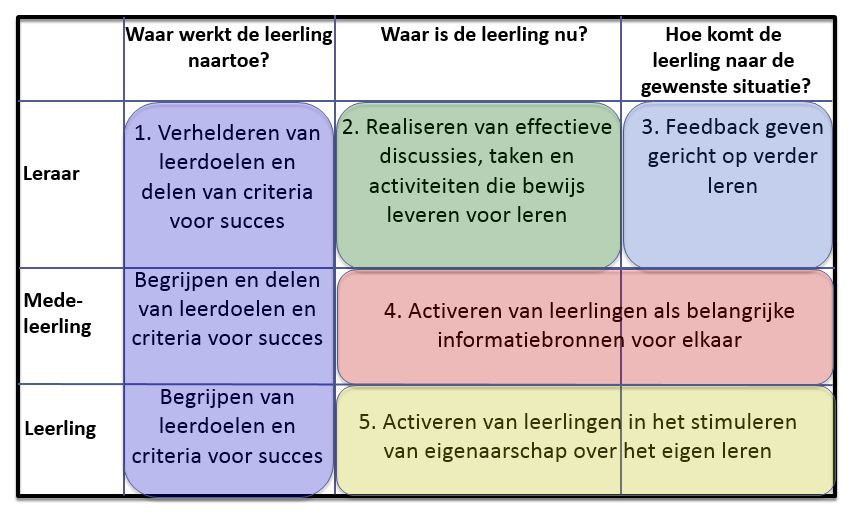 Waar werkt de leerling
naartoe?
Waar is de leerling nu?
Hoe komt de
leerling naar de
gewenste situatie?
Leraar
1. Verhelderen van
leerdoelen en
delen van criteria
voor succes
2. Realiseren van effectieve
discussies, taken en
activiteiten die bewijs
leveren voor leren
3. Feedback geven
gericht op verder
leren
Mede-
leerling
Begrijpen en delen
van leerdoelen en
criteria voor succes
4. Activeren van leerlingen als belangrijke
informatiebronnen voor elkaar
Leerling
Begrijpen van
leerdoelen en
criteria voor succes
5. Activeren van leerlingen in het stimuleren
van eigenaarschap over het eigen leren